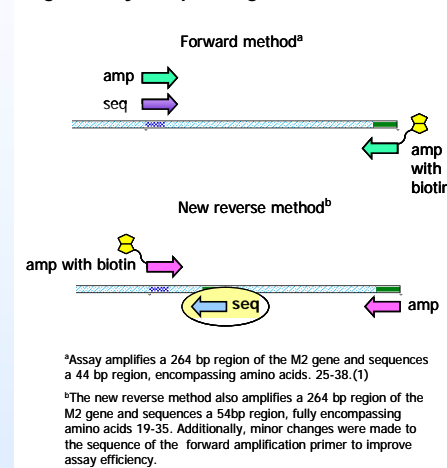 Forward methodᵃ
amp
seq
amp
with
biotin
New reverse methodᵇ
amp with biotin
seq
amp
ᵃAssay amplifies a 264 bp region of the M2 gene and sequences
a 44 bp region, encompassing amino acids. 25-38.(1)
ᵇThe new reverse method also amplifies a 264 bp region of the
M2 gene and sequences a 54bp region, fully encompassing
amino acids 19-35. Additionally, minor changes were made to
the sequence of the forward amplification primer to improve
assay efficiency.